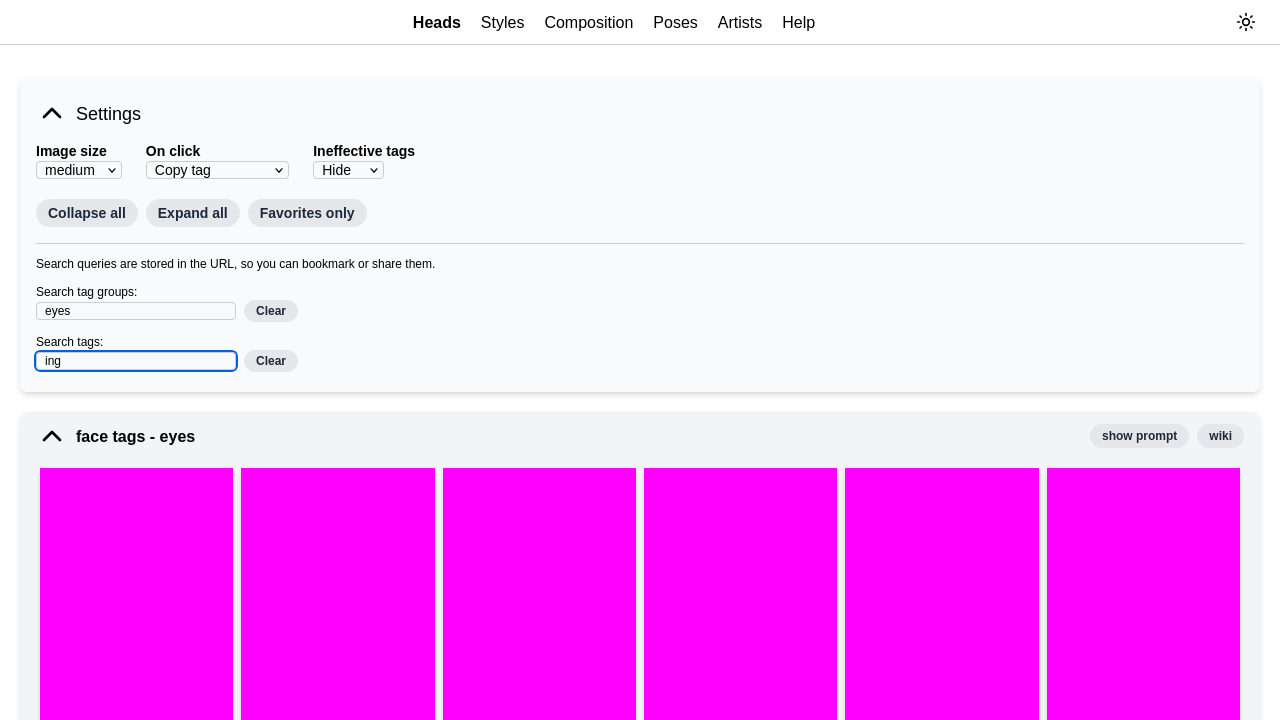 Heads Styles Composition Poses Artists Help
Settings
Image size On click Ineffective tags
medium Copy tag Hide
Collapse all Expand all Favorites only
Search queries are stored in the URL, so you can bookmark or share them.
Search tag groups:
eyes Clear
Search tags:
ing Clear
face tags - eyes show prompt wiki